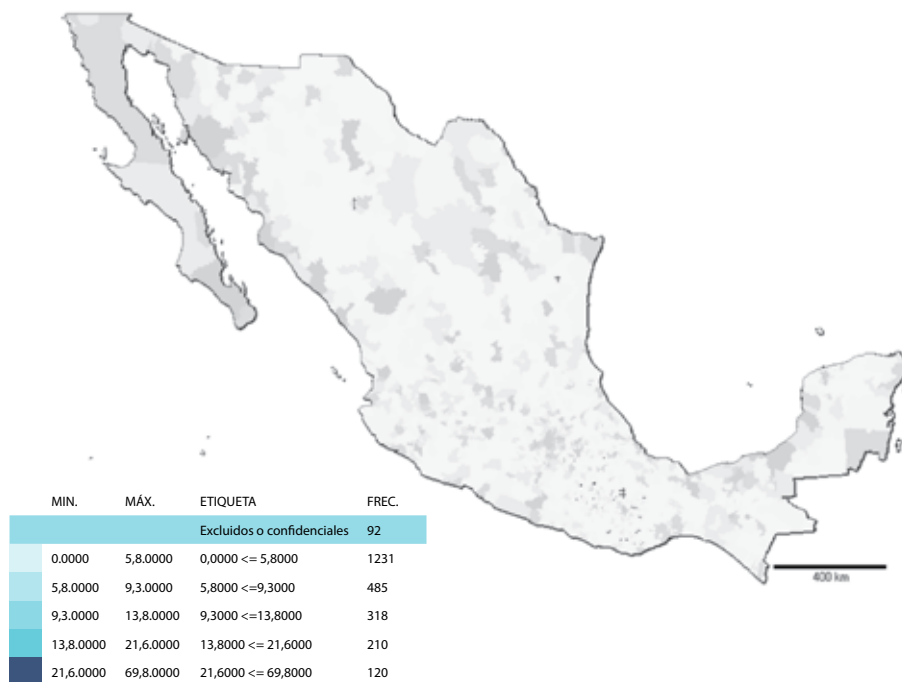 MIN. MÁX. ETIQUETA FREC.
Excluidos o confidenciales 92
0.0000 5,8.0000 0,0000 <= 5,8000 1231
5,8.0000 9,3.0000 5,8000 <=9,3000 485
9,3.0000 13,8.0000 9,3000 <=13,8000 318
13,8.0000 21,6.0000 13,8000 <= 21,6000 210
21,6.0000 69,8.0000 21,6000 <= 69,8000 120
400 km